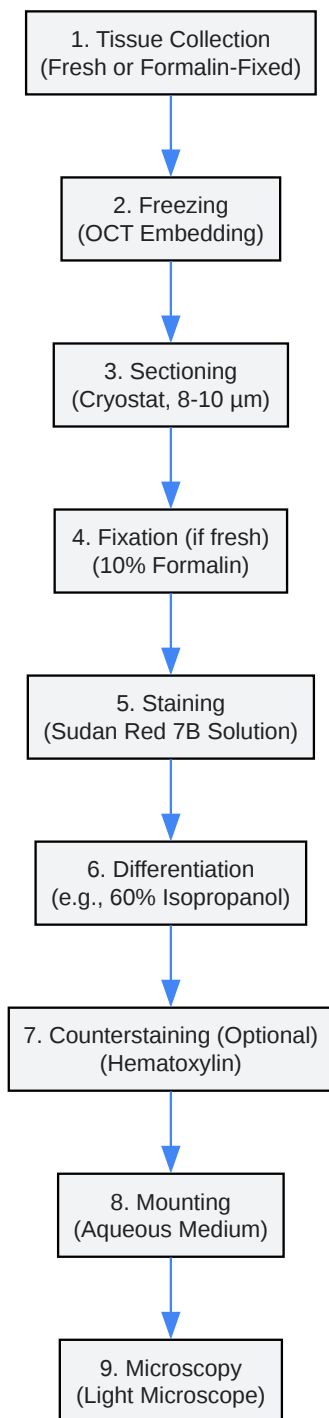 1. Tissue Collection
(Fresh or Formalin-Fixed)
2. Freezing
(OCT Embedding)
3. Sectioning
(Cryostat, 8-10 µm)
4. Fixation (if fresh)
(10% Formalin)
5. Staining
(Sudan Red 7B Solution)
6. Differentiation
(e.g., 60% Isopropanol)
7. Counterstaining (Optional)
(Hematoxylin)
8. Mounting
(Aqueous Medium)
9. Microscopy
(Light Microscope)